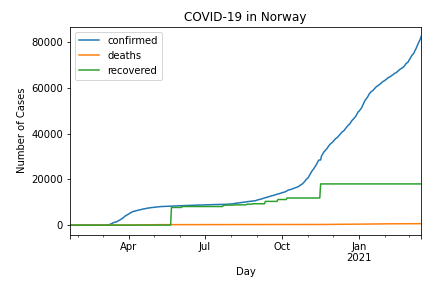 COVID-19 in Norway
confirmed
deaths
recovered
Number of Cases
80000
60000
40000
20000
0
Apr
Jul
Oct
Jan
2021
Day